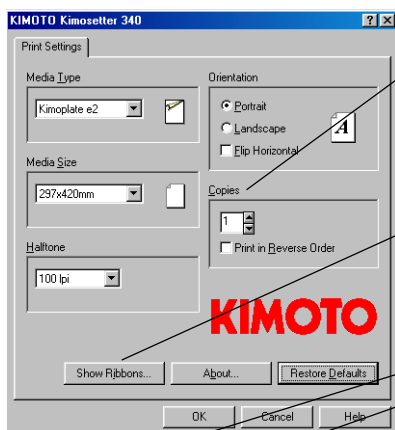 KIMOTO Kimosetter 340
Print Settings
Media Type
Kimoplate e2
Media Size
297x420mm
Halftone
100 lpi
Orientation
Portrait
Landscape
Flip Horizontal
A
Copies
1
Print in Reverse Order
KIMOTO
Show Ribbons... About... Restore Defaults
OK Cancel Help